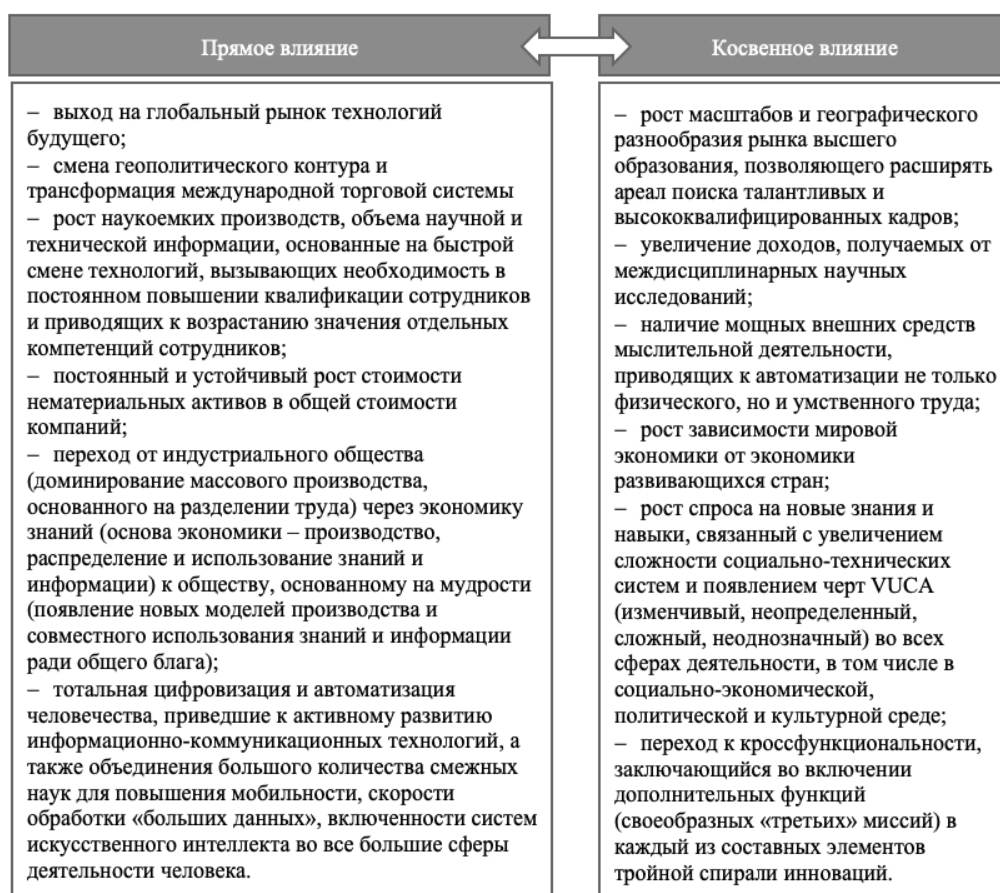 Прямое влияние
Косвенное влияние
– выход на глобальный рынок технологий
будущего;
– смена геополитического контура и
трансформация международной торговой системы
– рост наукоемких производств, объема научной и
технической информации, основанные на быстрой
смене технологий, вызывающих необходимость в
постоянном повышении квалификации сотрудников
и приводящих к возрастанию значения отдельных
компетенций сотрудников;
– постоянный и устойчивый рост стоимости
нематериальных активов в общей стоимости
компаний;
– переход от индустриального общества
(доминирование массового производства,
основанного на разделении труда) через экономику
знаний (основа экономики – производство,
распределение и использование знаний и
информации) к обществу, основанному на мудрости
(появление новых моделей производства и
совместного использования знаний и информации
ради общего блага);
– тотальная цифровизация и автоматизация
человечества, приведшие к активному развитию
информационно-коммуникационных технологий, а
также объединения большого количества смежных
наук для повышения мобильности, скорости
обработки «больших данных», включенности систем
искусственного интеллекта во все большие сферы
деятельности человека.
– рост масштабов и географического
разнообразия рынка высшего
образования, позволяющего расширять
ареал поиска талантливых и
высококвалифицированных кадров;
– увеличение доходов, получаемых от
междисциплинарных научных
исследований;
– наличие мощных внешних средств
мыслительной деятельности,
приводящих к автоматизации не только
физического, но и умственного труда;
– рост зависимости мировой
экономики от экономики
развивающихся стран;
– рост спроса на новые знания и
навыки, связанный с увеличением
сложности социально-технических
систем и появлением черт VUCA
(изменчивый, неопределенный,
сложный, неоднозначный) во всех
сферах деятельности, в том числе в
социально-экономической,
политической и культурной среде;
– переход к кроссфункциональности,
заключающийся во включении
дополнительных функций
(своеобразных «третьих» миссий) в
каждый из составных элементов
тройной спирали инноваций.